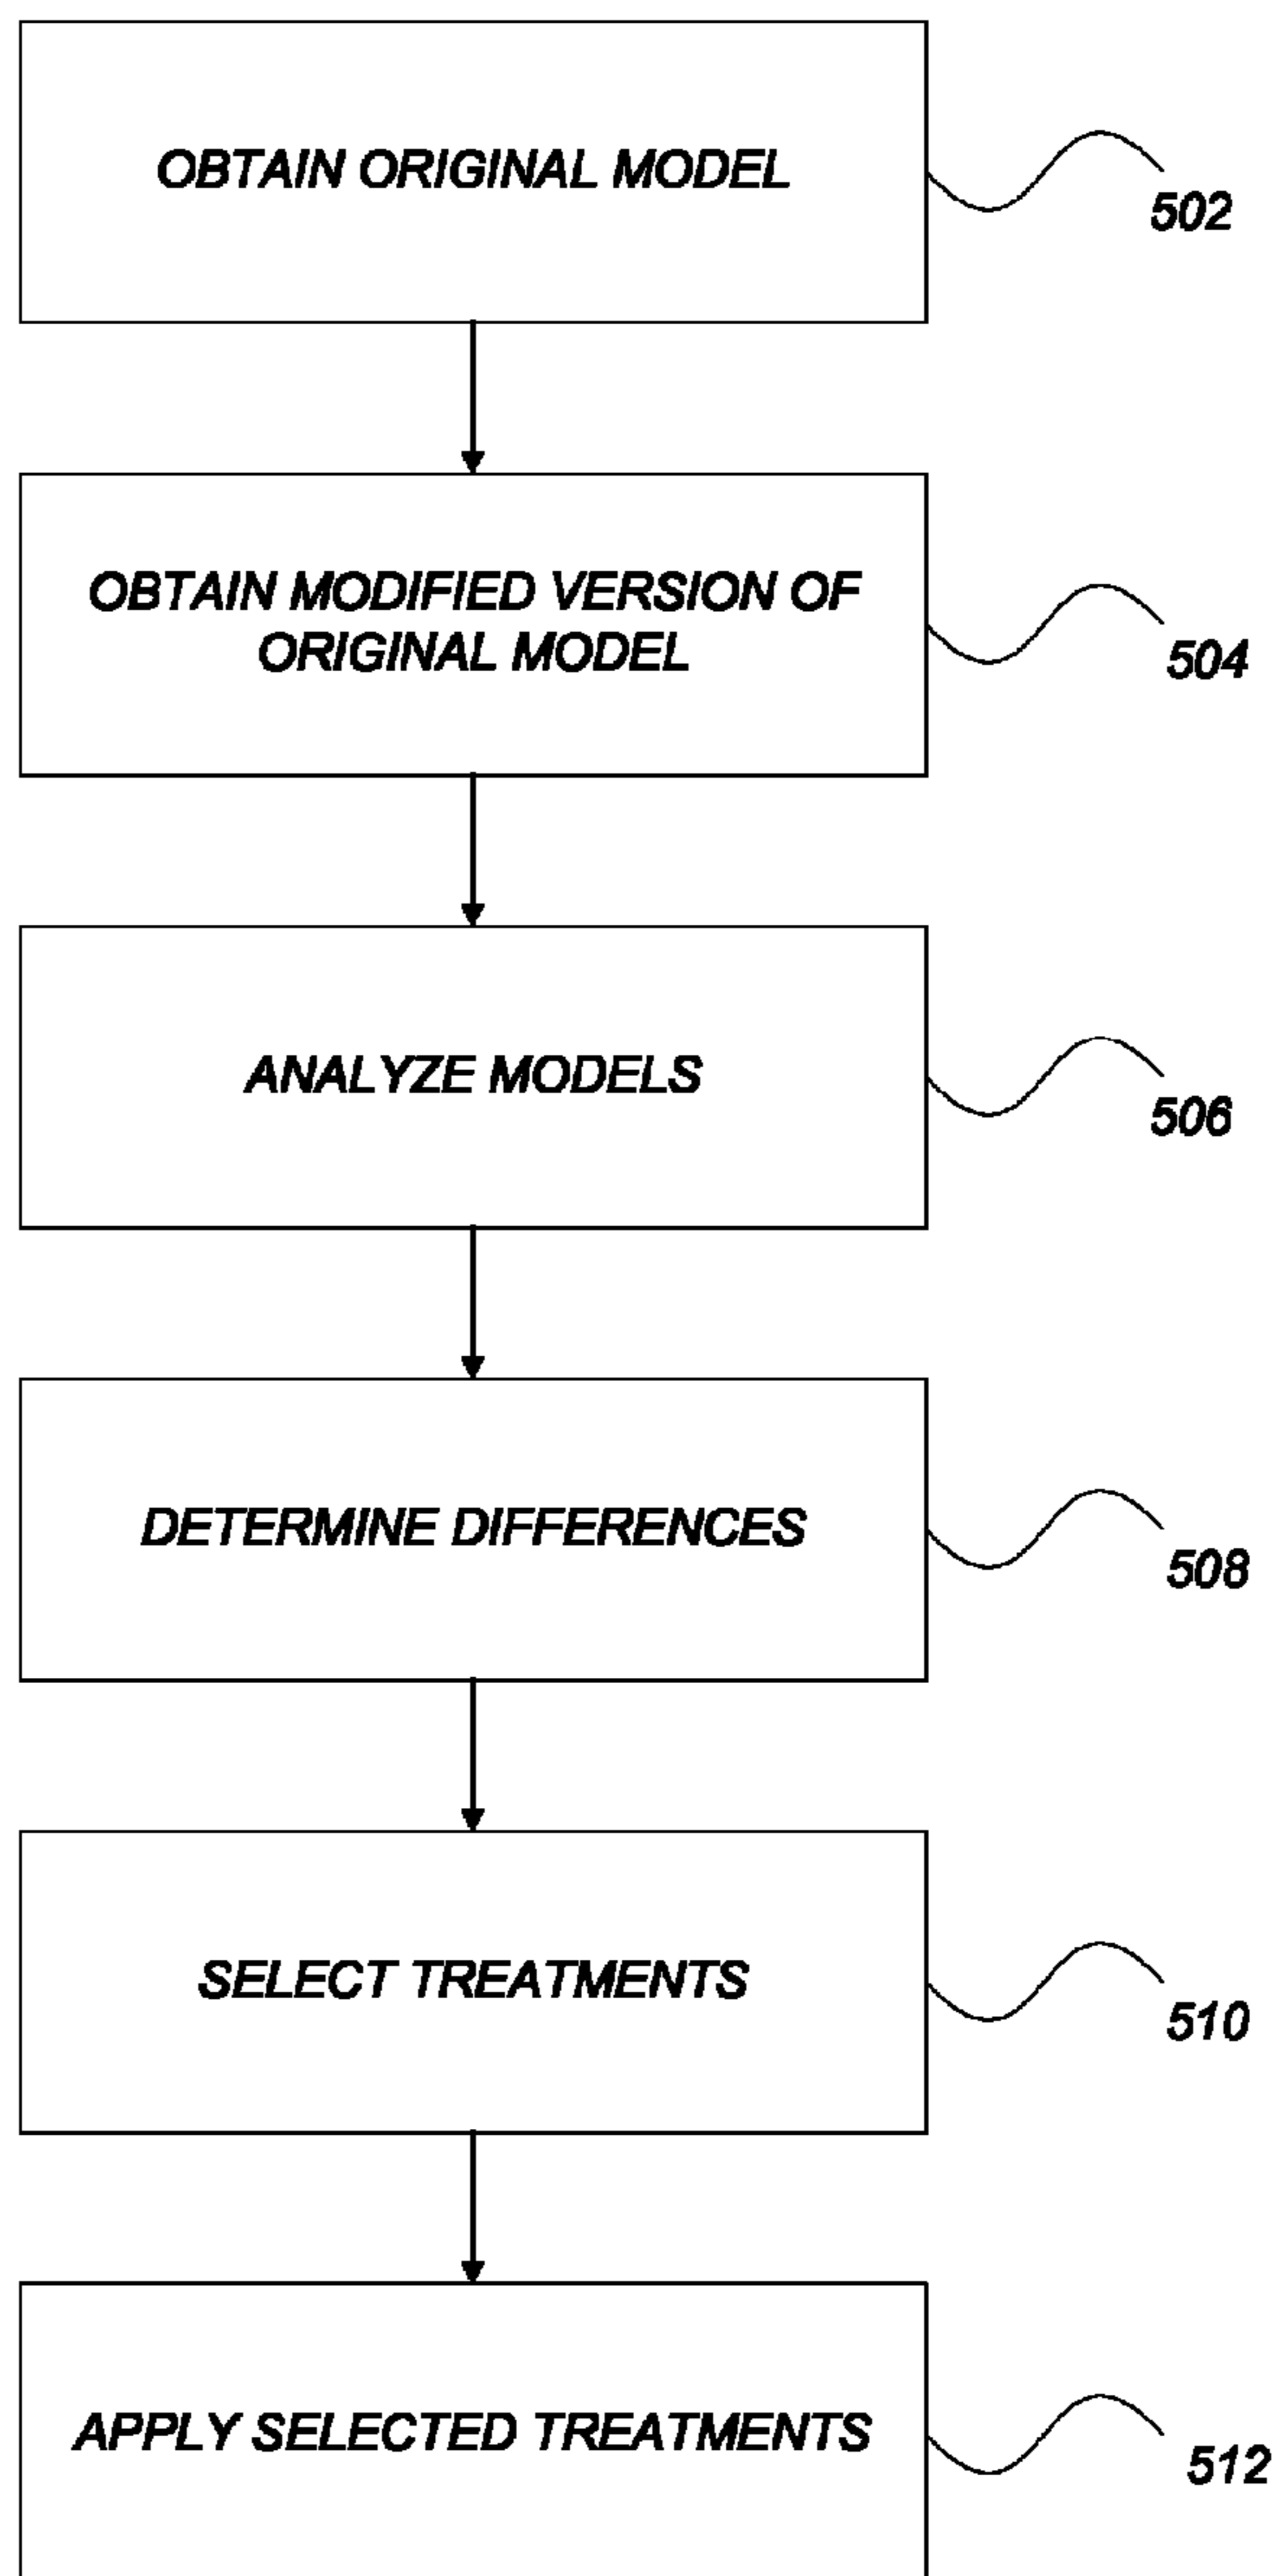 OBTAIN ORIGINAL MODEL
502
OBTAIN MODIFIED VERSION OF
ORIGINAL MODEL
504
ANALYZE MODELS
506
DETERMINE DIFFERENCES
508
SELECT TREATMENTS
510
APPLY SELECTED TREATMENTS
512